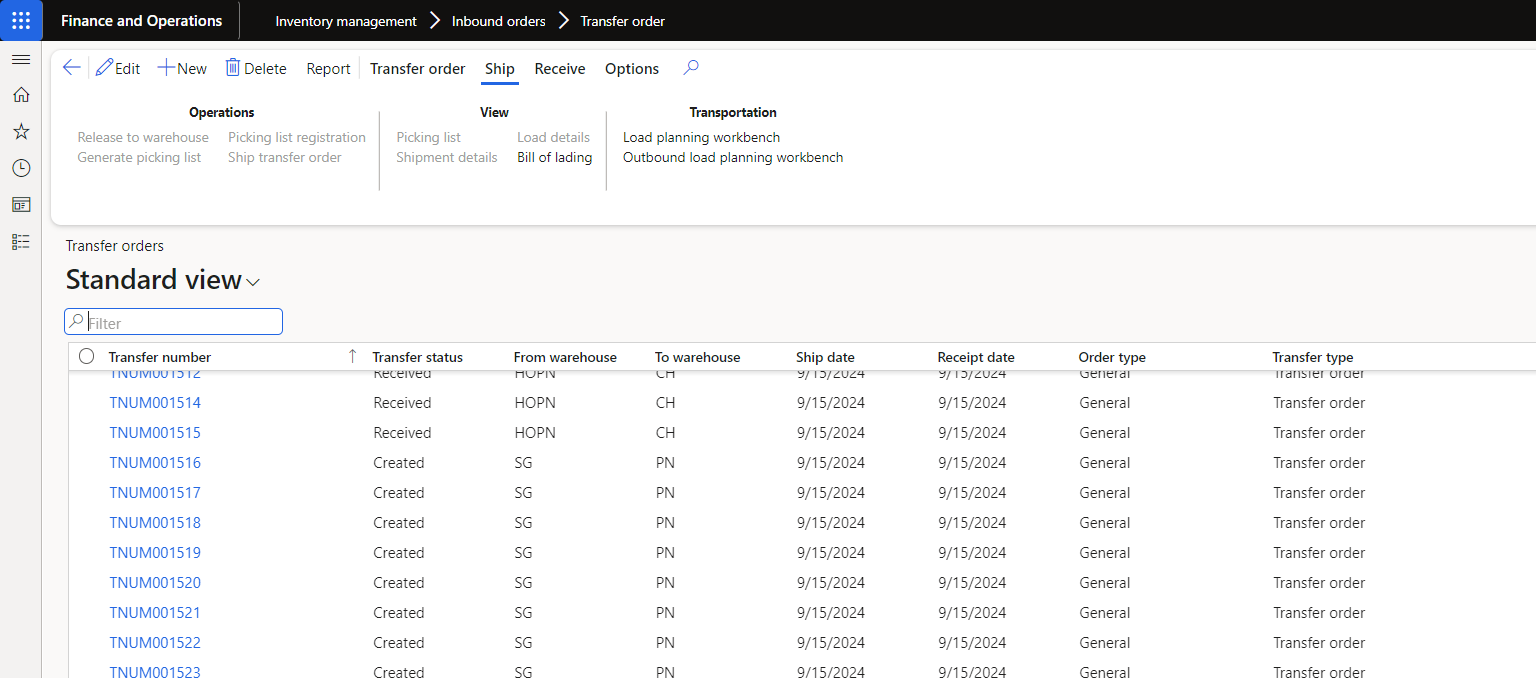 Finance and Operations
Inventory management Inbound orders Transfer order
Edit New Delete Report Transfer order Ship Receive Options
Operations View Transportation
Release to warehouse Picking list registration Picking list Load details Load planning workbench
Generate picking list Ship transfer order Shipment details Bill of lading Outbound load planning workbench
Transfer orders
Standard view
Filter
Transfer number Transfer status From warehouse To warehouse Ship date Receipt date Order type Transfer type
TNUM001512 Received HOPN CH 9/15/2024 9/15/2024 General Transfer order
TNUM001514 Received HOPN CH 9/15/2024 9/15/2024 General Transfer order
TNUM001515 Received HOPN CH 9/15/2024 9/15/2024 General Transfer order
TNUM001516 Created SG PN 9/15/2024 9/15/2024 General Transfer order
TNUM001517 Created SG PN 9/15/2024 9/15/2024 General Transfer order
TNUM001518 Created SG PN 9/15/2024 9/15/2024 General Transfer order
TNUM001519 Created SG PN 9/15/2024 9/15/2024 General Transfer order
TNUM001520 Created SG PN 9/15/2024 9/15/2024 General Transfer order
TNUM001521 Created SG PN 9/15/2024 9/15/2024 General Transfer order
TNUM001522 Created SG PN 9/15/2024 9/15/2024 General Transfer order
TNUM001523 Created SG PN 9/15/2024 9/15/2024 General Transfer order